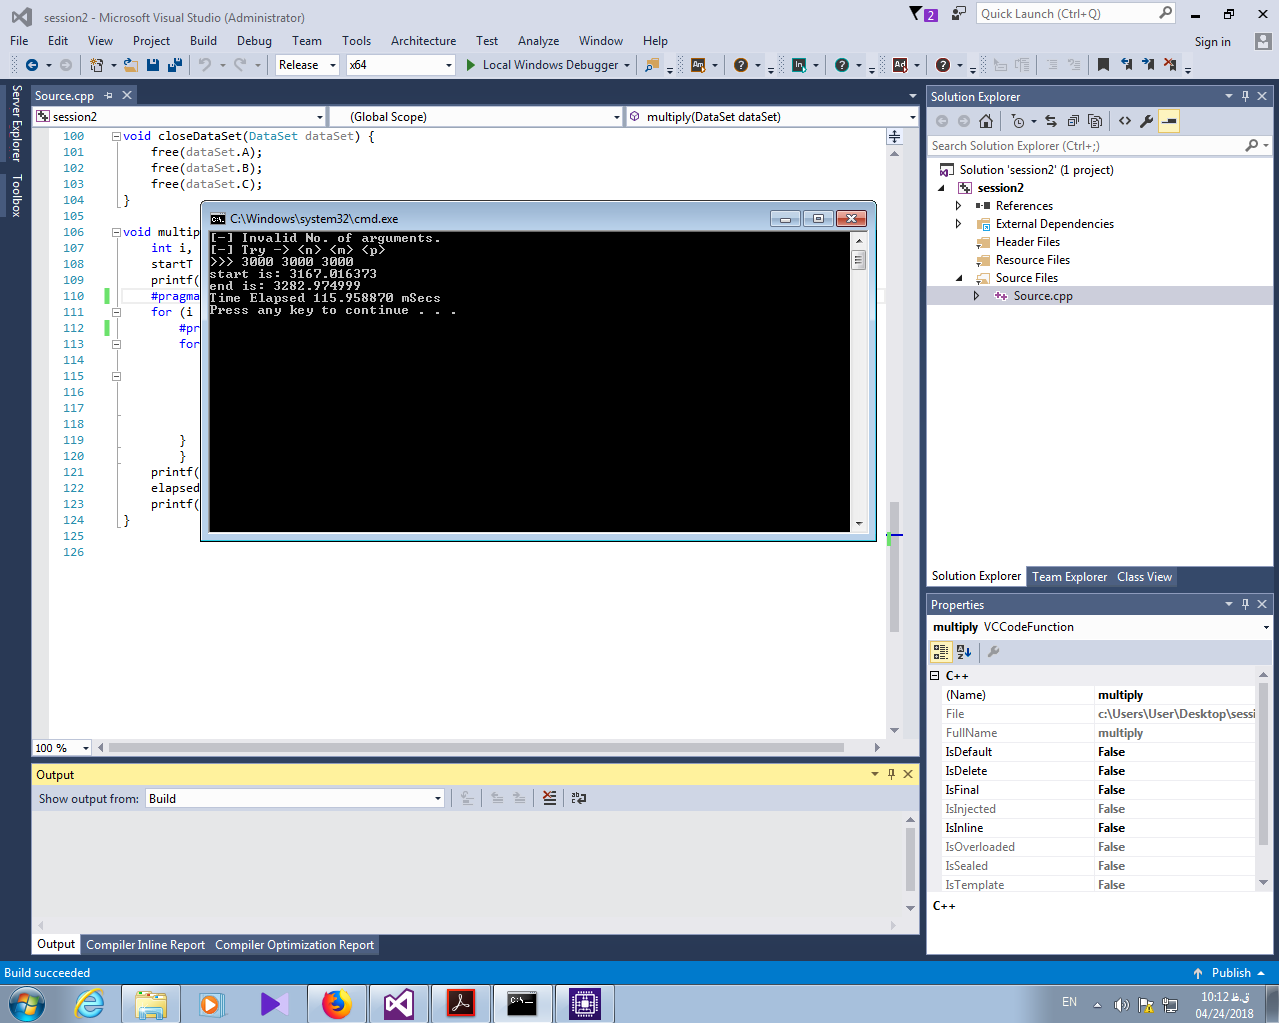 session2 - Microsoft Visual Studio (Administrator)
2
Quick Launch (Ctrl+Q)
File Edit View Project Build Debug Team Tools Architecture Test Analyze Window Help
Sign in
Release x64 Local Windows Debugger
Server Explorer
Toolbox
Source.cpp
session2 (Global Scope) multiply(DataSet dataSet)
100 void closeDataSet(DataSet dataSet) {
101 free(dataSet.A);
102 free(dataSet.B);
103 free(dataSet.C);
104 }
105
106 void multip
107 int i,
108 startT
109 printf(
110 #pragma
111 for (i
112 #pr
113 for
114
115
116
117
118
119 }
120 }
121 printf(
122 elapsed
123 printf(
124 }
125
126
C:\Windows\system32\cmd.exe
[-] Invalid No. of arguments.
[-] Try -> <n> <m> <p>
>>> 3000 3000 3000
start is: 3167.016373
end is: 3282.974999
Time Elapsed 115.958870 mSecs
Press any key to continue . . .
100 %
Output
Show output from: Build
Output Compiler Inline Report Compiler Optimization Report
Solution Explorer
Search Solution Explorer (Ctrl+;)
Solution 'session2' (1 project)
session2
References
External Dependencies
Header Files
Resource Files
Source Files
Source.cpp
Solution Explorer Team Explorer Class View
Properties
multiply VCCodeFunction
C++
(Name) multiply
File c:\Users\User\Desktop\sessi
FullName multiply
IsDefault False
IsDelete False
IsFinal False
IsInjected False
IsInline False
IsOverloaded False
IsSealed False
IsTemplate False
C++
Build succeeded
Publish
EN
10:12 ق.ظ
04/24/2018